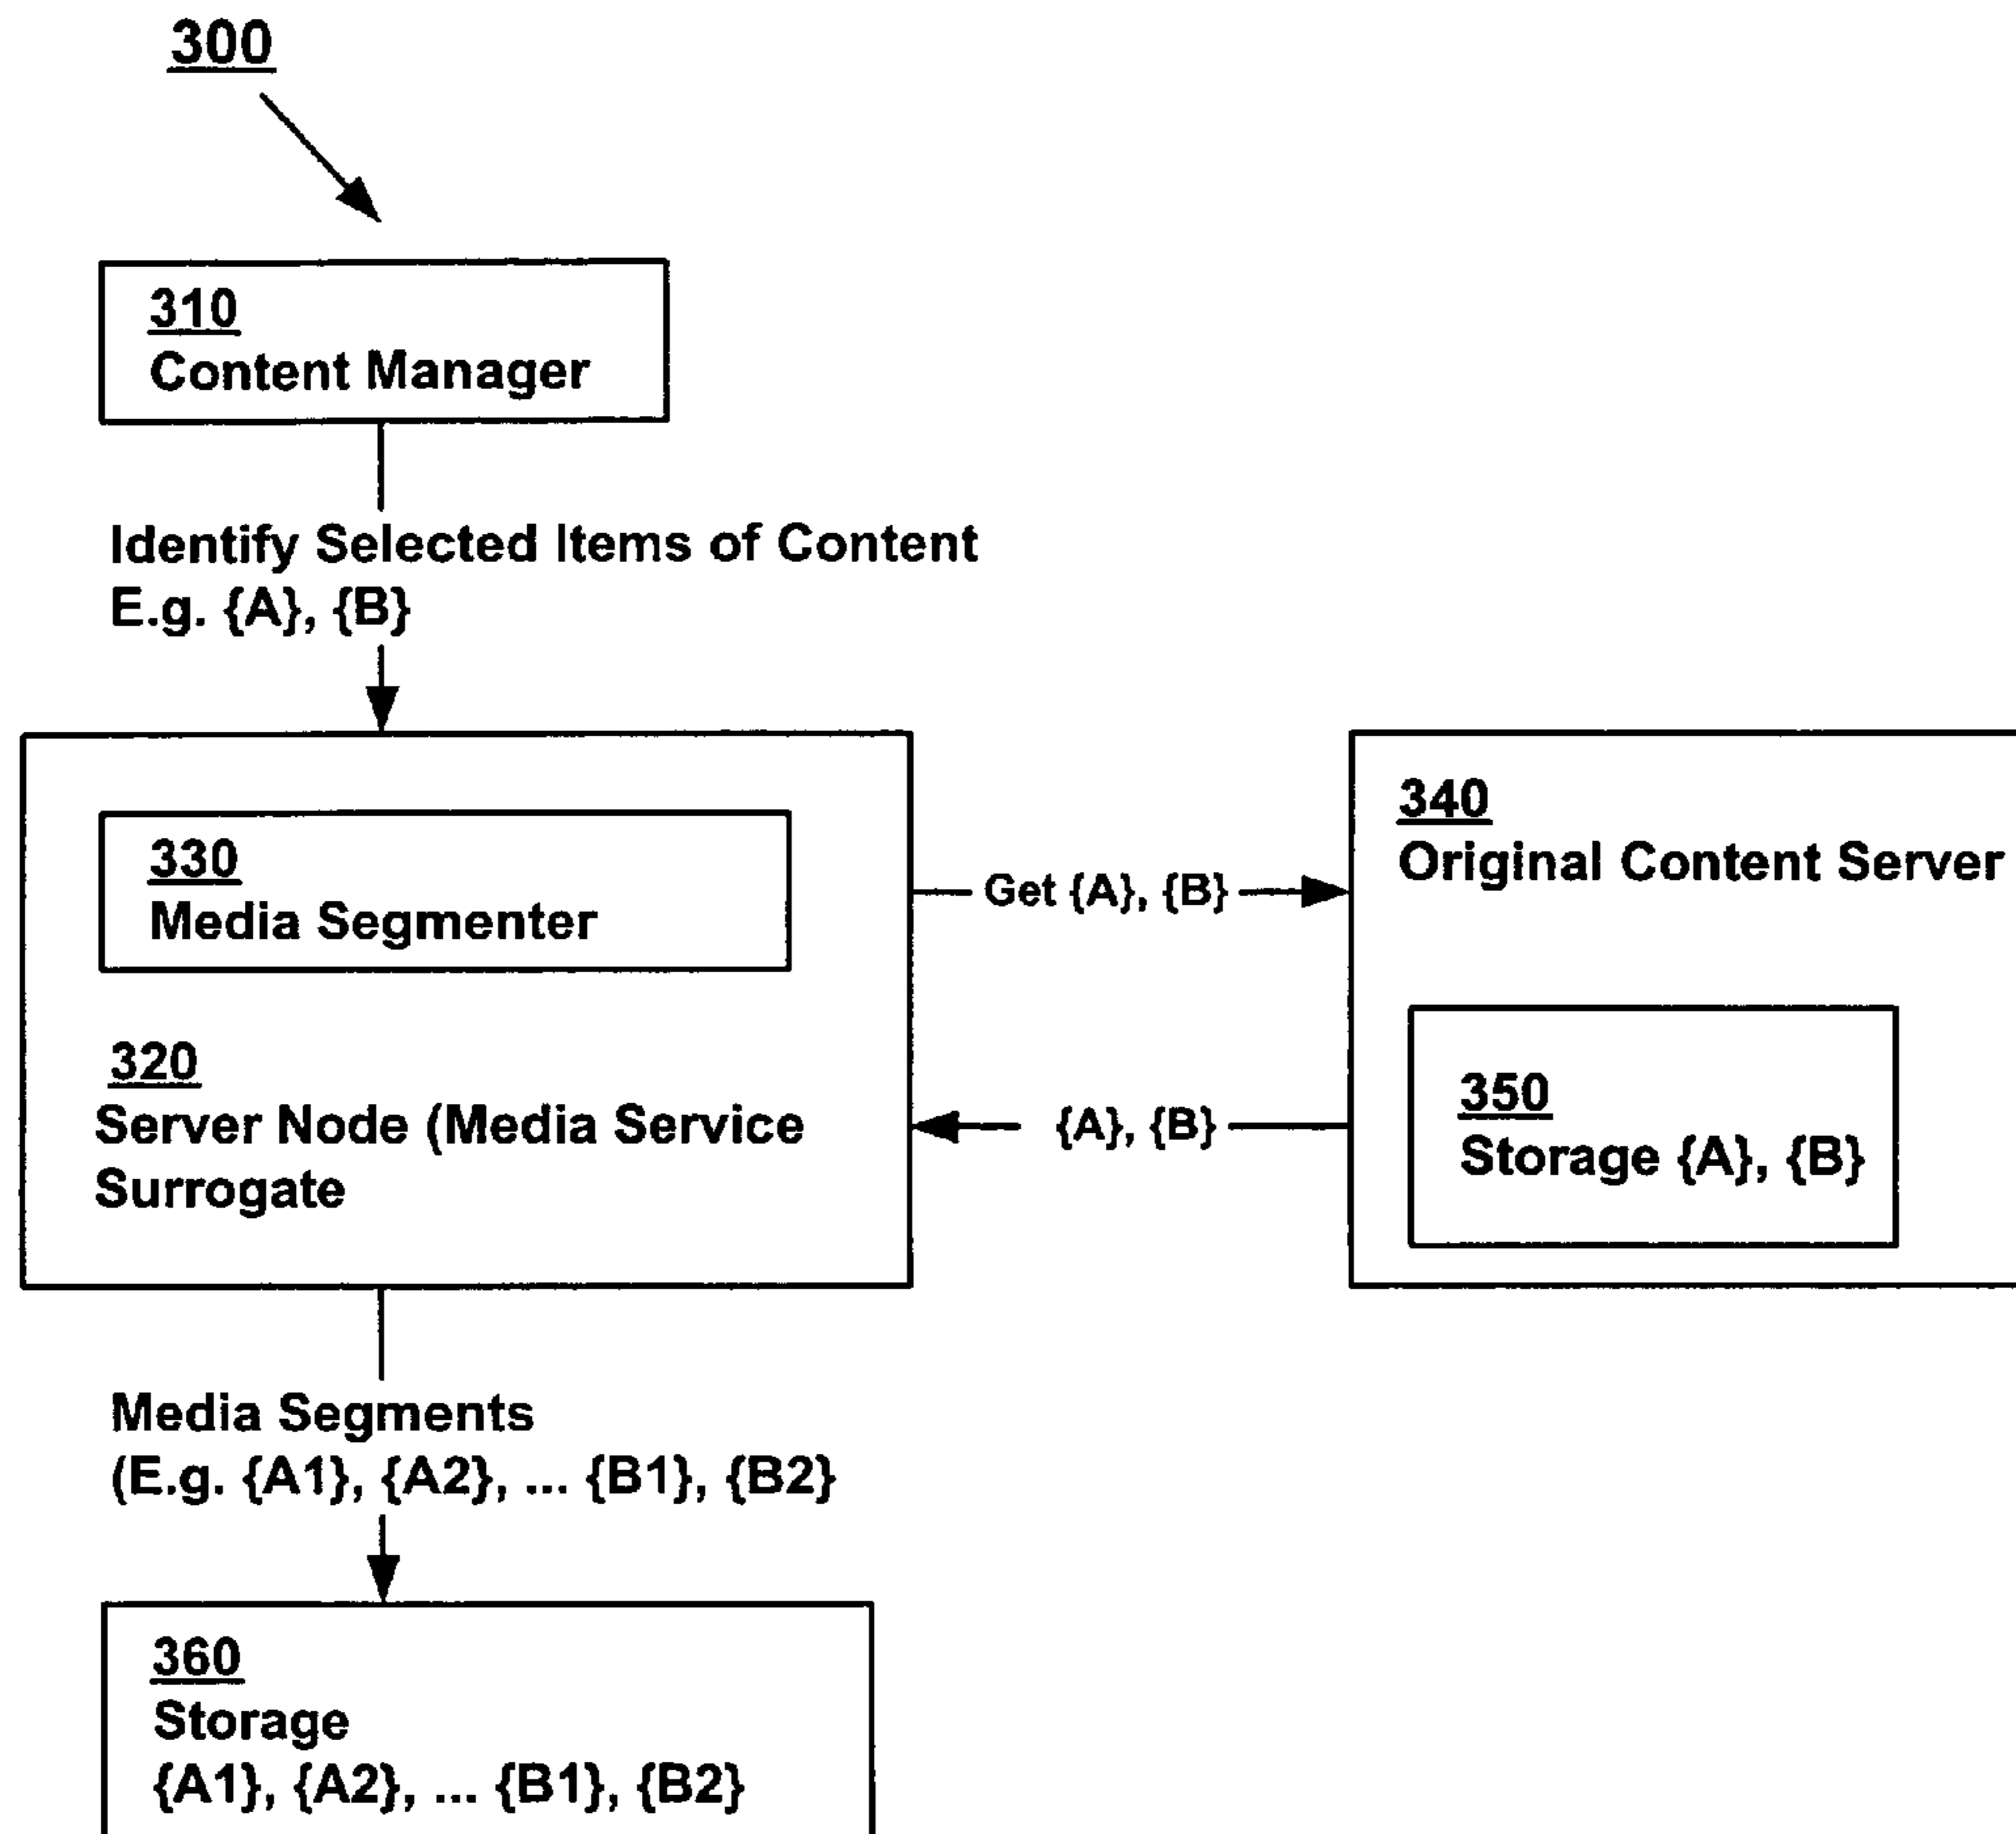 300
310
Content Manager
Identify Selected Items of Content
E.g. {A}, {B}
330
Media Segmenter
320
Server Node (Media Service
Surrogate
Get {A}, {B}
{A}, {B}
340
Original Content Server
350
Storage {A}, {B}
Media Segments
(E.g. {A1}, {A2}, ... {B1}, {B2}
360
Storage
{A1}, {A2}, ... {B1}, {B2}